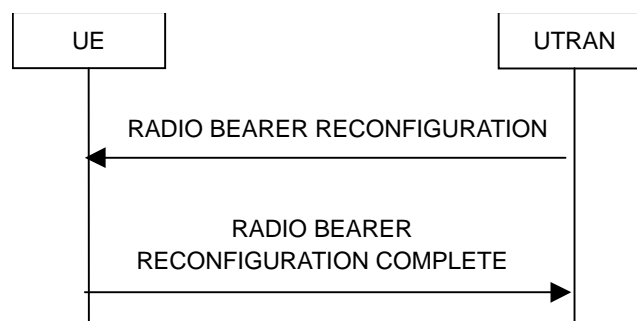 UE
UTRAN
RADIO BEARER RECONFIGURATION
RADIO BEARER
RECONFIGURATION COMPLETE